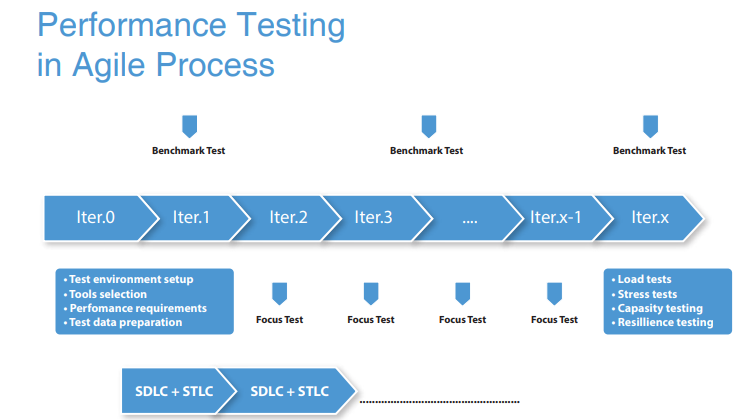 Performance Testing
in Agile Process
Benchmark Test
Benchmark Test
Benchmark Test
Iter.0
Iter.1
Iter.2
Iter.3
....
Iter.x-1
Iter.x
• Test environment setup
• Tools selection
• Perfomance requirements
• Test data preparation
Focus Test
Focus Test
Focus Test
Focus Test
• Load tests
• Stress tests
• Capasity testing
• Resillience testing
SDLC + STLC
SDLC + STLC